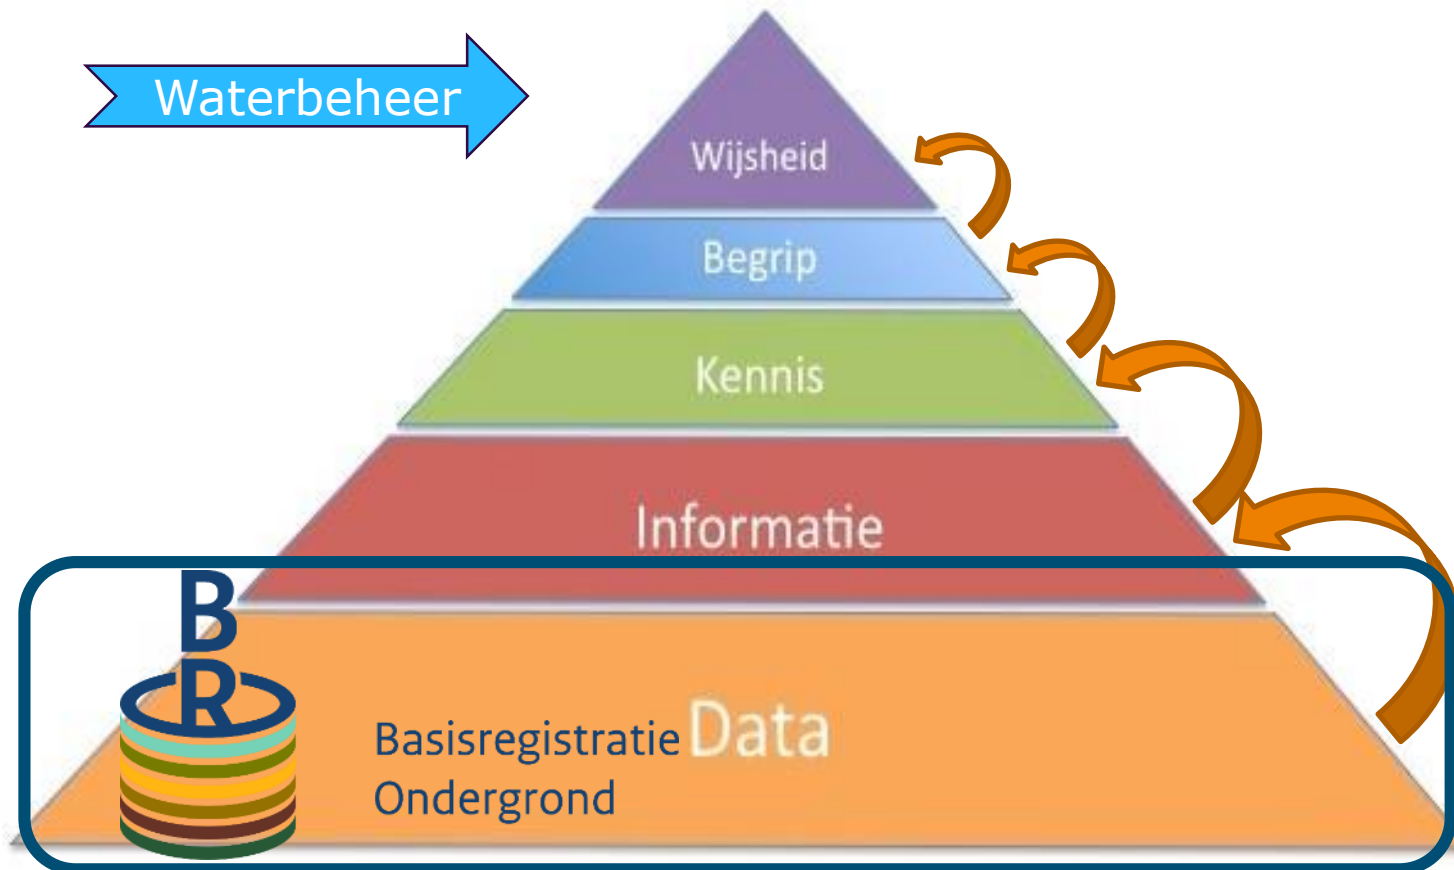 Waterbeheer
Wijsheid
Begrip
Kennis
Informatie
B
R
Basisregistratie
Ondergrond
Data